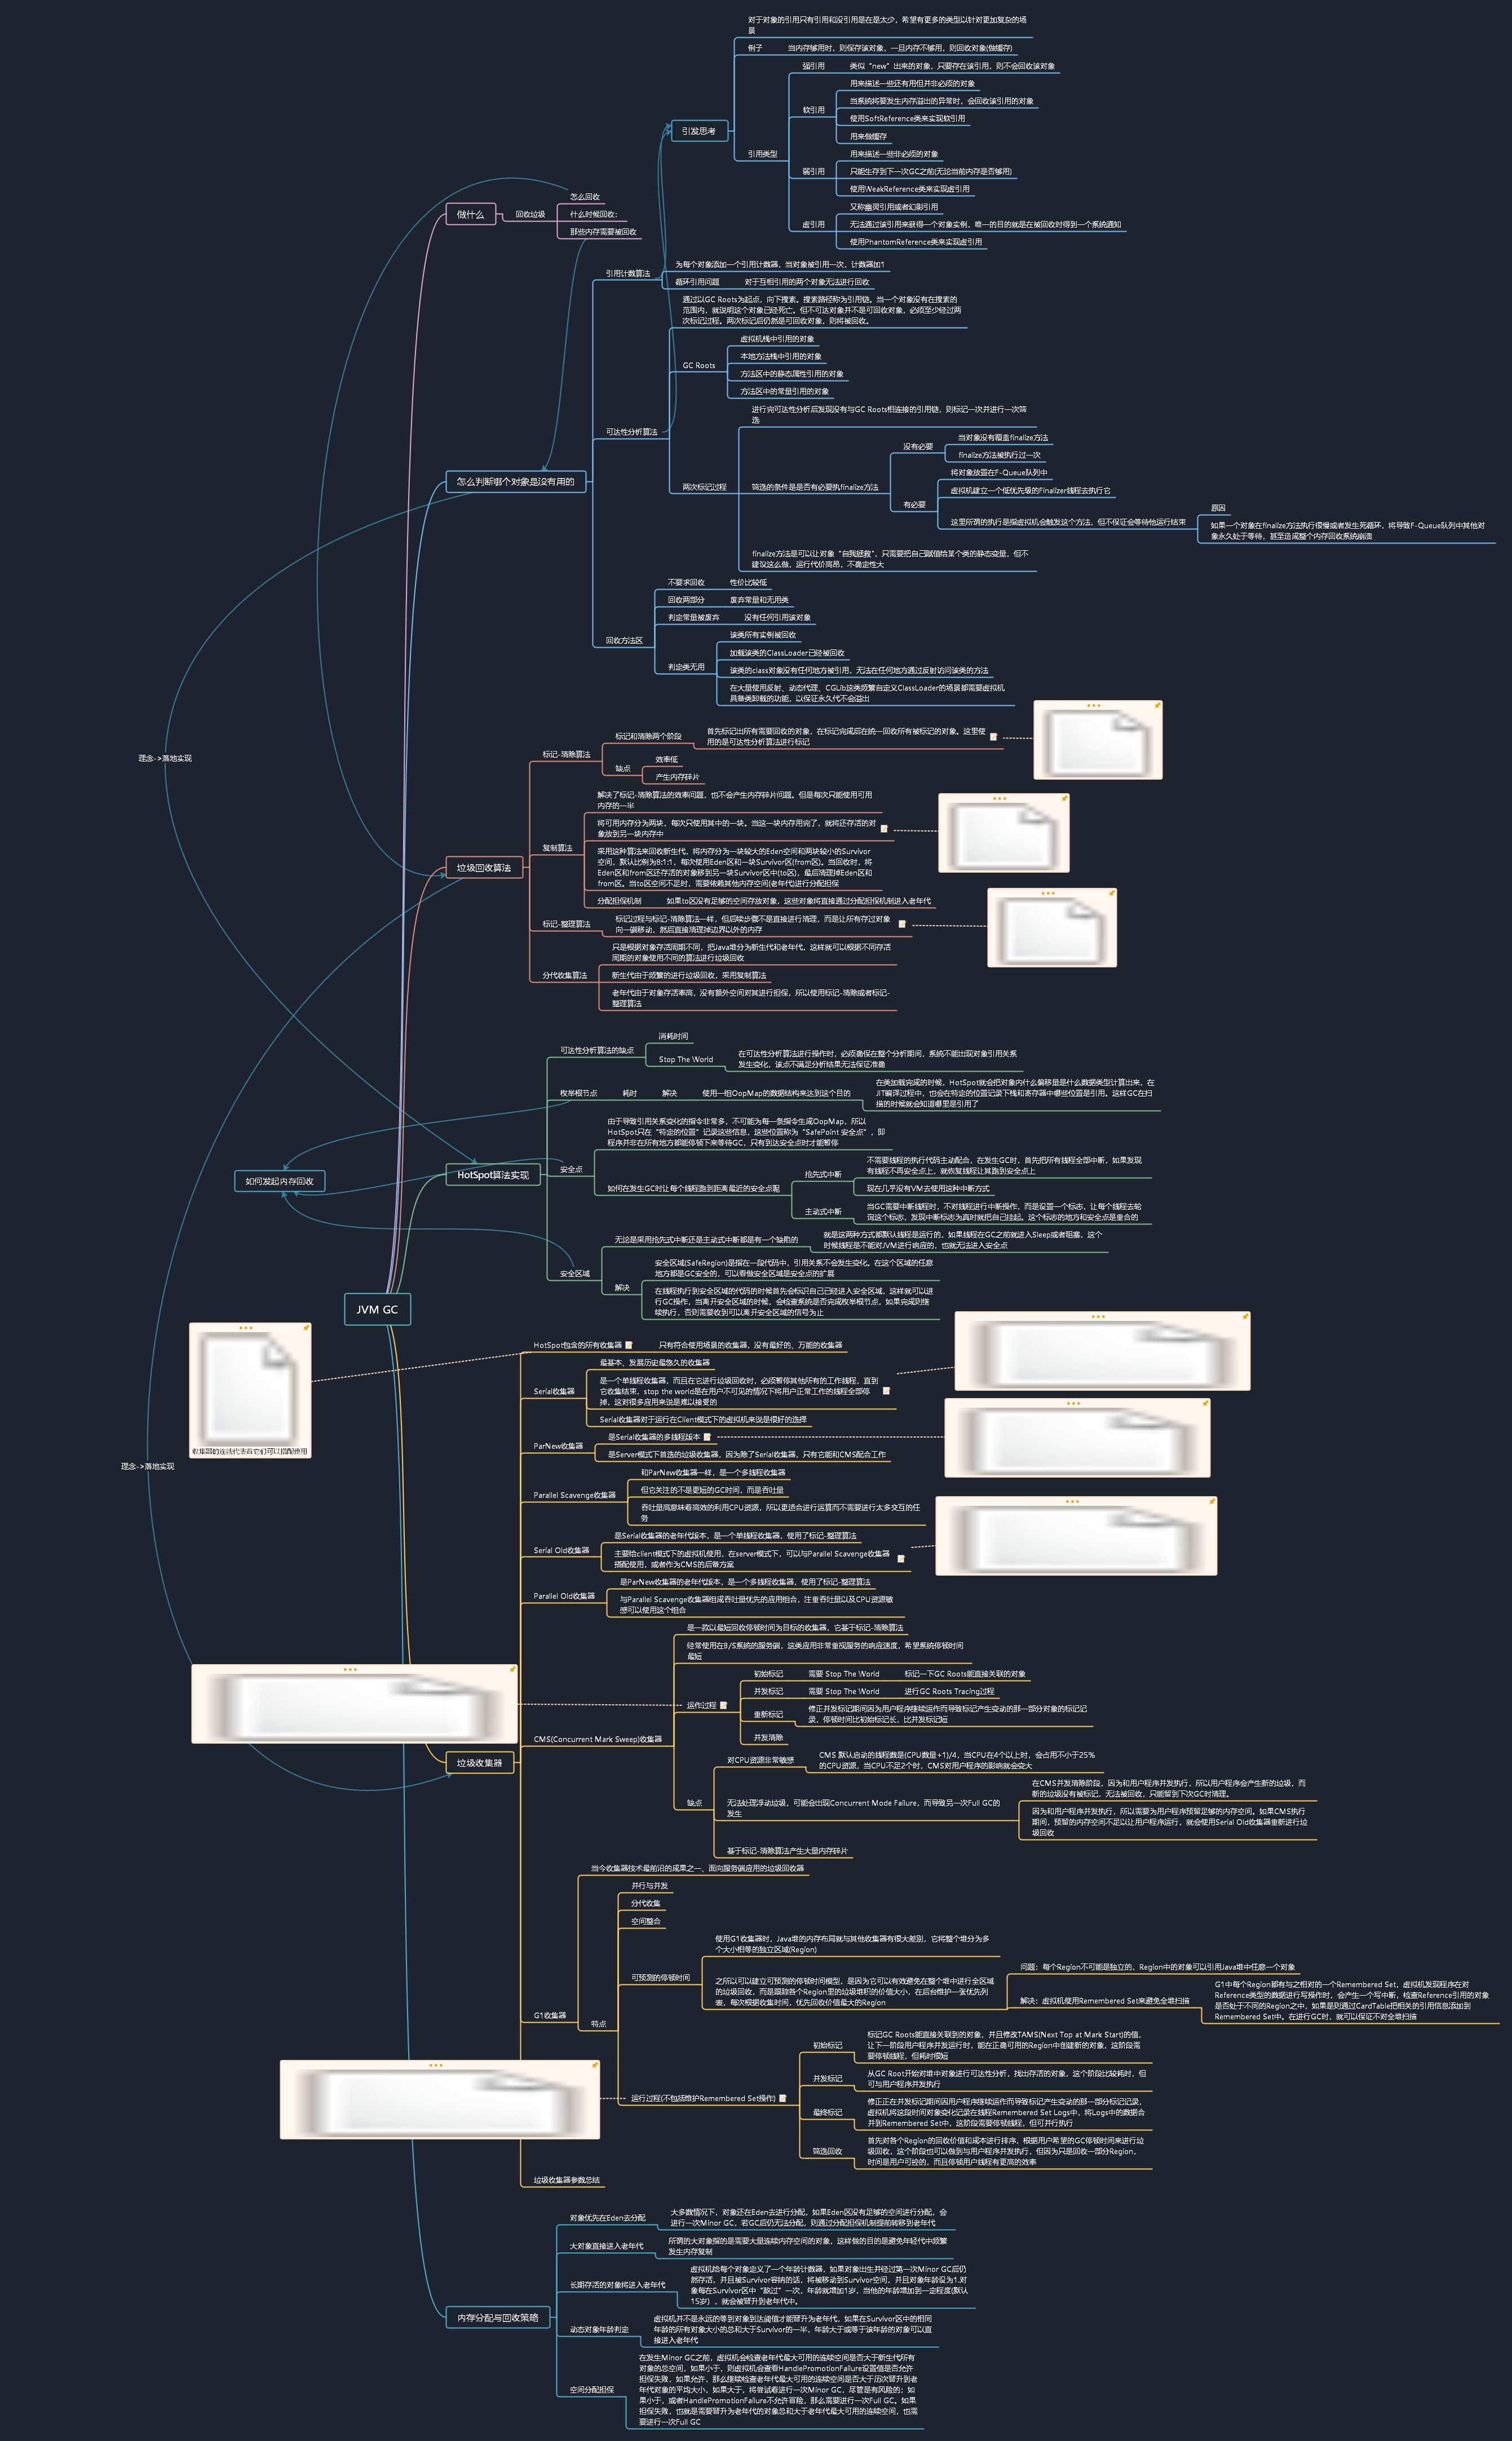 对于对象的引用只有引用和没引用是在是太少，希望有更多的类型以针对更加复杂的场
景
例子
当内存够用时，则保存该对象，一旦内存不够用，则回收对象(做缓存)
引发思考
引用类型
强引用
类似“new”出来的对象，只要存在该引用，则不会回收该对象
软引用
用来描述一些还有用但并非必须的对象
当系统将要发生内存溢出的异常时，会回收该引用的对象
使用SoftReference类来实现软引用
用来做缓存
弱引用
用来描述一些非必须的对象
只能生存到下一次GC之前(无论当前内存是否够用)
使用WeakReference类来实现虚引用
虚引用
又称幽灵引用或者幻影引用
无法通过该引用来获得一个对象实例，唯一的目的就是在被回收时得到一个系统通知
使用PhantomReference类来实现虚引用
做什么
回收垃圾
怎么回收
什么时候回收：
那些内存需要被回收
怎么判断哪个对象是没有用的
引用计数算法
为每个对象添加一个引用计数器，当对象被引用一次，计数器加1
循环引用问题
对于互相引用的两个对象无法进行回收
可达性分析算法
通过以GC Roots为起点，向下搜素。搜素路径称为引用链。当一个对象没有在搜素的
范围内，就说明这个对象已经死亡。但不可达对象并不是可回收对象，必须至少经过两
次标记过程。两次标记后仍然是可回收对象，则将被回收。
GC Roots
虚拟机栈中引用的对象
本地方法栈中引用的对象
方法区中的静态属性引用的对象
方法区中的常量引用的对象
两次标记过程
进行完可达性分析后发现没有与GC Roots相连接的引用链，则标记一次并进行一次筛
选
筛选的条件是是否有必要执finalize方法
没有必要
当对象没有覆盖finalize方法
finalize方法被执行过一次
有必要
将对象放置在F-Queue队列中
虚拟机建立一个低优先级的Finalizer线程去执行它
这里所谓的执行是指虚拟机会触发这个方法，但不保证会等待他运行结束
原因
如果一个对象在finalize方法执行很慢或者发生死循环，将导致F-Queue队列中其他对
象永久处于等待，甚至造成整个内存回收系统崩溃
finalize方法是可以让对象“自我拯救”，只需要把自己赋值给某个类的静态变量，但不
建议这么做，运行代价高昂，不确定性大
回收方法区
不要求回收
性价比较低
回收两部分
废弃常量和无用类
判定常量被废弃
没有任何引用该对象
判定类无用
该类所有实例被回收
加载该类的ClassLoader已经被回收
该类的class对象没有任何地方被引用，无法在任何地方通过反射访问该类的方法
在大量使用反射、动态代理、CGLib这类频繁自定义ClassLoader的场景都需要虚拟机
具备类卸载的功能，以保证永久代不会溢出
理念->落地实现
垃圾回收算法
标记-清除算法
标记和清除两个阶段
首先标记出所有需要回收的对象，在标记完成后在统一回收所有被标记的对象。这里使
用的是可达性分析算法进行标记
缺点
效率低
产生内存碎片
复制算法
解决了标记-清除算法的效率问题，也不会产生内存碎片问题。但是每次只能使用可用
内存的一半
将可用内存分为两块，每次只使用其中的一块。当这一块内存用完了，就将还存活的对
象放到另一块内存中
采用这种算法来回收新生代，将内存分为一块较大的Eden空间和两块较小的Survivor
空间，默认比例为8:1:1，每次使用Eden区和一块Survivor区(from区)。当回收时，将
Eden区和from区还存活的对象移到另一块Survivor区中(to区)，最后清理掉Eden区和
from区。当to区空间不足时，需要依赖其他内存空间(老年代)进行分配担保
分配担保机制
如果to区没有足够的空间存放对象，这些对象将直接通过分配担保机制进入老年代
标记-整理算法
标记过程与标记-清除算法一样，但后续步骤不是直接进行清理，而是让所有存过对象
向一侧移动，然后直接清理掉边界以外的内存
分代收集算法
只是根据对象存活周期不同，把Java堆分为新生代和老年代，这样就可以根据不同存活
周期的对象使用不同的算法进行垃圾回收
新生代由于频繁的进行垃圾回收，采用复制算法
老年代由于对象存活率高，没有额外空间对其进行担保，所以使用标记-清除或者标记-
整理算法
HotSpot算法实现
可达性分析算法的缺点
消耗时间
Stop The World
在可达性分析算法进行操作时，必须确保在整个分析期间，系统不能出现对象引用关系
发生变化，该点不满足分析结果无法保证准确
枚举根节点
耗时
解决
使用一组OopMap的数据结构来达到这个目的
在类加载完成的时候，HotSpot就会把对象内什么偏移量是什么数据类型计算出来，在
JIT编译过程中，也会在特定的位置记录下栈和寄存器中哪些位置是引用。这样GC在扫
描的时候就会知道哪里是引用了
如何发起内存回收
安全点
由于导致引用关系变化的指令非常多，不可能为每一条指令生成OopMap，所以
HotSpot只在“特定的位置”记录这些信息，这些位置称为“SafePoint 安全点”，即
程序并非在所有地方都能停顿下来等待GC，只有到达安全点时才能暂停
如何在发生GC时让每个线程跑到距离最近的安全点呢
抢先式中断
不需要线程的执行代码主动配合，在发生GC时，首先把所有线程全部中断，如果发现
有线程不再安全点上，就恢复线程让其跑到安全点上
现在几乎没有VM去使用这种中断方式
主动式中断
当GC需要中断线程时，不对线程进行中断操作，而是设置一个标志，让每个线程去轮
询这个标志，发现中断标志为真时就把自己挂起。这个标志的地方和安全点是重合的
安全区域
无论是采用抢先式中断还是主动式中断都是有一个缺陷的
就是这两种方式都默认线程是运行的，如果线程在GC之前就进入Sleep或者阻塞，这个
时候线程是不能对JVM进行响应的，也就无法进入安全点
解决
安全区域(SafeRegion)是指在一段代码中，引用关系不会发生变化。在这个区域的任意
地方都是GC安全的，可以看做安全区域是安全点的扩展
在线程执行到安全区域的代码的时候首先会标识自己已经进入安全区域，这样就可以进
行GC操作，当离开安全区域的时候，会检查系统是否完成枚举根节点，如果完成则继
续执行，否则需要收到可以离开安全区域的信号为止
JVM GC
收集器的连线代表着它们可以搭配使用
理念->落地实现
垃圾收集器
HotSpot包含的所有收集器
只有符合使用场景的收集器，没有最好的、万能的收集器
Serial收集器
最基本、发展历史最悠久的收集器
是一个单线程收集器，而且在它进行垃圾回收时，必须暂停其他所有的工作线程，直到
它收集结束，stop the world是在用户不可见的情况下将用户正常工作的线程全部停
掉，这对很多应用来说是难以接受的
Serial收集器对于运行在Client模式下的虚拟机来说是很好的选择
ParNew收集器
是Serial收集器的多线程版本
是Server模式下首选的垃圾收集器，因为除了Serial收集器，只有它能和CMS配合工作
Parallel Scavenge收集器
和ParNew收集器一样，是一个多线程收集器
但它关注的不是更短的GC时间，而是吞吐量
吞吐量高意味着高效的利用CPU资源，所以更适合进行运算而不需要进行太多交互的任
务
Serial Old收集器
是Serial收集器的老年代版本，是一个单线程收集器，使用了标记-整理算法
主要给client模式下的虚拟机使用，在server模式下，可以与Parallel Scavenge收集器
搭配使用，或者作为CMS的后备方案
Parallel Old收集器
是ParNew收集器的老年代版本，是一个多线程收集器，使用了标记-整理算法
与Parallel Scavenge收集器组成吞吐量优先的应用组合，注重吞吐量以及CPU资源敏
感可以使用这个组合
CMS(Concurrent Mark Sweep)收集器
是一款以最短回收停顿时间为目标的收集器，它基于标记-清除算法
经常使用在B/S系统的服务侧，这类应用非常重视服务的响应速度，希望系统停顿时间
最短
运作过程
初始标记
需要 Stop The World
标记一下GC Roots能直接关联的对象
并发标记
需要 Stop The World
进行GC Roots Tracing过程
重新标记
修正并发标记期间因为用户程序继续运作而导致标记产生变动的那一部分对象的标记记
录，停顿时间比初始标记长，比并发标记短
并发清除
缺点
对CPU资源非常敏感
CMS 默认启动的线程数是(CPU数量+1)/4，当CPU在4个以上时，会占用不小于25%
的CPU资源，当CPU不足2个时，CMS对用户程序的影响就会变大
无法处理浮动垃圾，可能会出现Concurrent Mode Failure，而导致另一次Full GC的
发生
在CMS并发清除阶段，因为和用户程序并发执行，所以用户程序会产生新的垃圾，而
新的垃圾没有被标记，无法被回收，只能留到下次GC时清理。
因为和用户程序并发执行，所以需要为用户程序预留足够的内存空间。如果CMS执行
期间，预留的内存空间不足以让用户程序运行，就会使用Serial Old收集器重新进行垃
圾回收
基于标记-清除算法产生大量内存碎片
G1收集器
当今收集器技术最前沿的成果之一、面向服务侧应用的垃圾回收器
特点
并行与并发
分代收集
空间整合
可预测的停顿时间
使用G1收集器时，Java堆的内存布局就与其他收集器有很大差别，它将整个堆分为多
个大小相等的独立区域(Region)
之所以可以建立可预测的停顿时间模型，是因为它可以有效避免在整个堆中进行全区域
的垃圾回收，而是跟踪各个Region里的垃圾堆积的价值大小，在后台维护一张优先列
表，每次根据收集时间，优先回收价值最大的Region
问题：每个Region不可能是独立的，Region中的对象可以引用Java堆中任意一个对象
解决：虚拟机使用Remembered Set来避免全堆扫描
G1中每个Region都有与之相对的一个Remembered Set，虚拟机发现程序在对
Reference类型的数据进行写操作时，会产生一个写中断，检查Reference引用的对象
是否处于不同的Region之中，如果是则通过CardTable把相关的引用信息添加到
Remembered Set中。在进行GC时，就可以保证不对全堆扫描
运行过程(不包括维护Remembered Set操作)
初始标记
标记GC Roots能直接关联到的对象，并且修改TAMS(Next Top at Mark Start)的值，
让下一阶段用户程序并发运行时，能在正确可用的Region中创建新的对象，这阶段需
要停顿线程，但耗时很短
并发标记
从GC Root开始对堆中对象进行可达性分析，找出存活的对象，这个阶段比较耗时，但
可与用户程序并发执行
最终标记
修正正在并发标记期间因用户程序继续运作而导致标记产生变动的那一部分标记记录，
虚拟机将这段时间对象变化记录在线程Remembered Set Logs中，将Logs中的数据合
并到Remembered Set中，这阶段需要停顿线程，但可并行执行
筛选回收
首先对各个Region的回收价值和成本进行排序，根据用户希望的GC停顿时间来进行垃
圾回收，这个阶段也可以做到与用户程序并发执行，但因为只是回收一部分Region，
时间是用户可控的，而且停顿用户线程有更高的效率
垃圾收集器参数总结
内存分配与回收策略
对象优先在Eden去分配
大多数情况下，对象还在Eden去进行分配，如果Eden区没有足够的空间进行分配，会
进行一次Minor GC，若GC后仍无法分配，则通过分配担保机制提前转移到老年代
大对象直接进入老年代
所谓的大对象指的是需要大量连续内存空间的对象，这样做的目的是避免年轻代中频繁
发生内存复制
长期存活的对象将进入老年代
虚拟机给每个对象定义了一个年龄计数器，如果对象出生并经过第一次Minor GC后仍
然存活，并且被Survivor容纳的话，将被移动到Survivor空间，并且对象年龄设为1.对
象每在Survivor区中“熬过”一次，年龄就增加1岁，当他的年龄增加到一定程度(默认
15岁），就会被晋升到老年代中。
动态对象年龄判定
虚拟机并不是永远的等到对象到达阈值才能晋升为老年代，如果在Survivor区中的相同
年龄的所有对象大小的总和大于Survivor的一半，年龄大于或等于该年龄的对象可以直
接进入老年代
空间分配担保
在发生Minor GC之前，虚拟机会检查老年代最大可用的连续空间是否大于新生代所有
对象的总空间，如果小于，则虚拟机会查看HandlePromotionFailure设置值是否允许
担保失败，如果允许，那么继续检查老年代最大可用的连续空间是否大于历次晋升到老
年代对象的平均大小，如果大于，将尝试着进行一次Minor GC，尽管是有风险的；如
果小于，或者HandlePromotionFailure不允许冒险，那么需要进行一次Full GC。如果
担保失败，也就是需要晋升为老年代的对象总和大于老年代最大可用的连续空间，也需
要进行一次Full GC